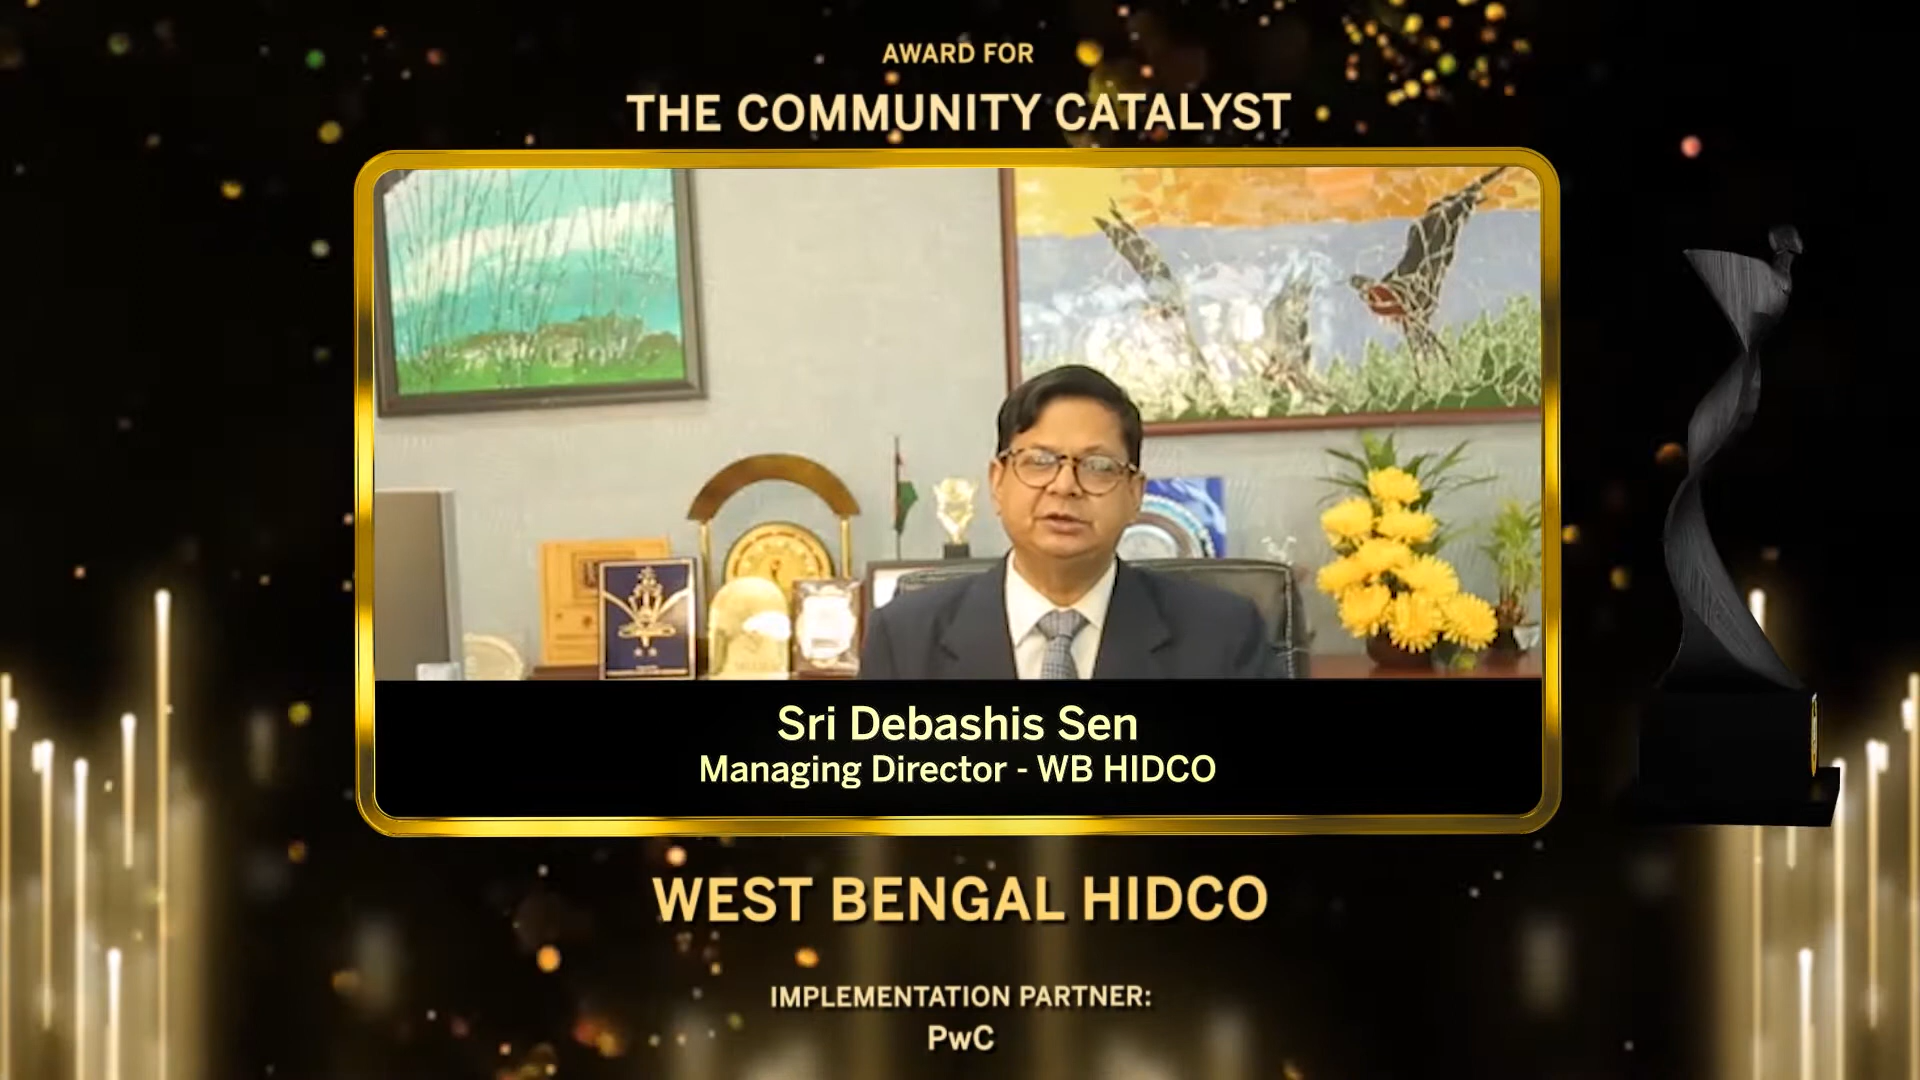 AWARD FOR
THE COMMUNITY CATALYST
Sri Debashis Sen
Managing Director - WB HIDCO
WEST BENGAL HIDCO
IMPLEMENTATION PARTNER:
PwC